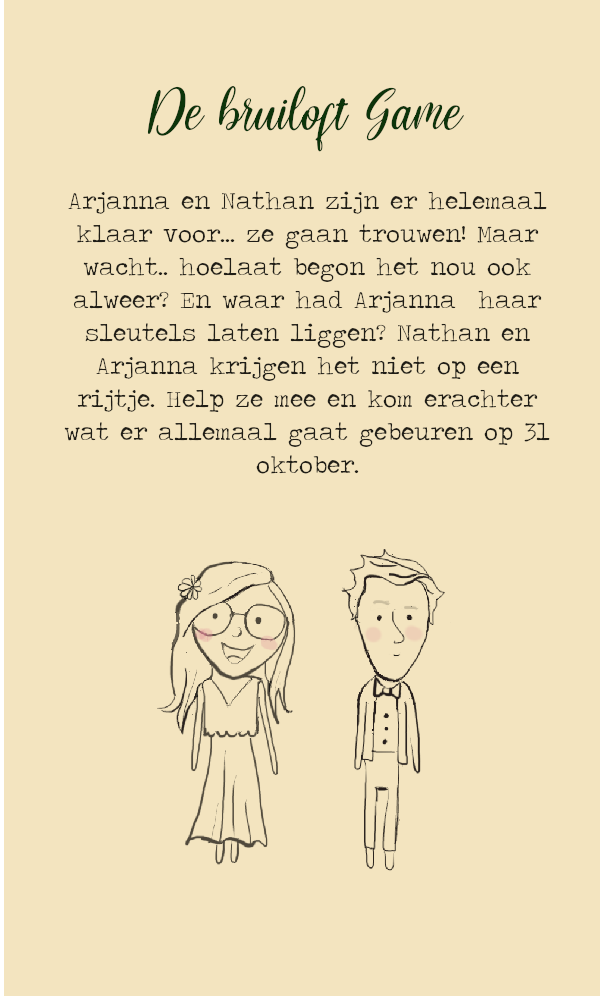 De bruiloft Game
Arjanna en Nathan zijn er helemaal
klaar voor... ze gaan trouwen! Maar
wacht.. hoelaat begon het nou ook
alweer? En waar had Arjanna  haar
sleutels laten liggen? Nathan en
Arjanna krijgen het niet op een
rijtje. Help ze mee en kom erachter
wat er allemaal gaat gebeuren op 31
oktober.